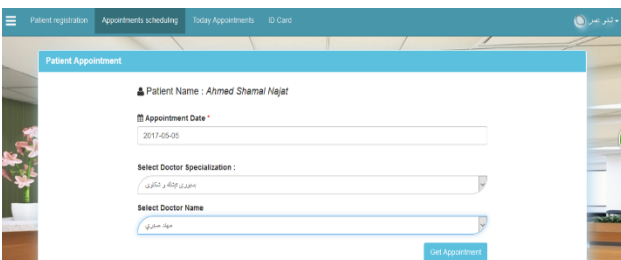 Patient registration Appointments scheduling Today Appointments ID Card
Patient Appointment
Patient Name : Ahmed Shamal Najat
Appointment Date *
2017-05-05
Select Doctor Specialization :
Select Doctor Name
Get Appointment